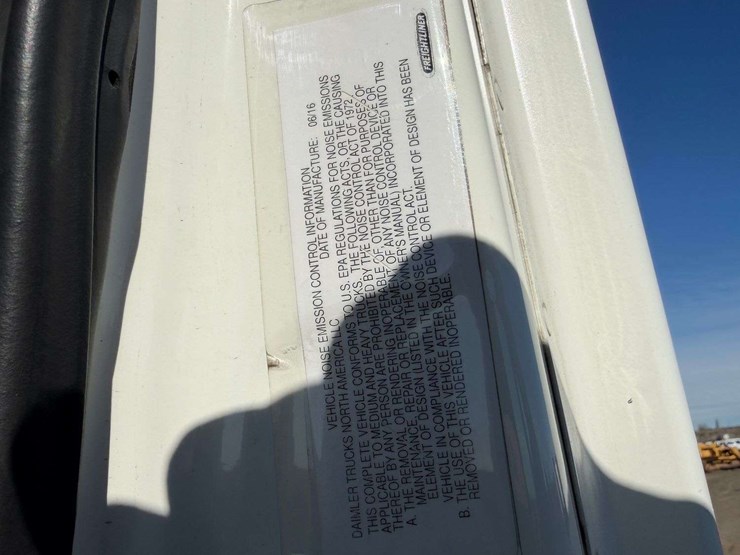 VEHICLE NOISE EMISSION CONTROL INFORMATION
DAIMLER TRUCKS NORTH AMERICA LLC DATE OF MANUFACTURE: 06/16
THIS COMPLETE VEHICLE CONFORMS TO U.S. EPA REGULATIONS FOR NOISE EMISSIONS
APPLICABLE TO MEDIUM AND HEAVY TRUCKS. THE FOLLOWING ACTS, OR THE CAUSING
THEREOF BY ANY PERSON ARE PROHIBITED BY THE NOISE CONTROL ACT OF 1972.
A. THE REMOVAL OR RENDERING INOPERABLE OF, OTHER THAN FOR PURPOSES OF
MAINTENANCE, REPAIR OR REPLACEMENT OF ANY NOISE CONTROL DEVICE OR
ELEMENT OF DESIGN (LISTED IN THE OWNER'S MANUAL) INCORPORATED INTO THIS
VEHICLE IN COMPLIANCE WITH THE NOISE CONTROL ACT.
B. THE USE OF THIS VEHICLE AFTER SUCH DEVICE OR ELEMENT OF DESIGN HAS BEEN
REMOVED OR RENDERED INOPERABLE.
FREIGHTLINER